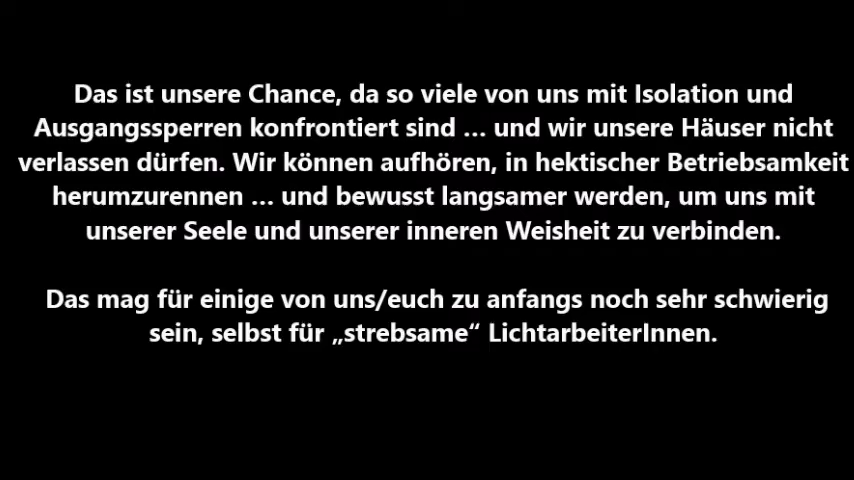 Das ist unsere Chance, da so viele von uns mit Isolation und
Ausgangssperren konfrontiert sind … und wir unsere Häuser nicht
verlassen dürfen. Wir können aufhören, in hektischer Betriebsamkeit
herumzurennen … und bewusst langsamer werden, um uns mit
unserer Seele und unserer inneren Weisheit zu verbinden.
Das mag für einige von uns/euch zu anfangs noch sehr schwierig
sein, selbst für „strebsame“ LichtarbeiterInnen.